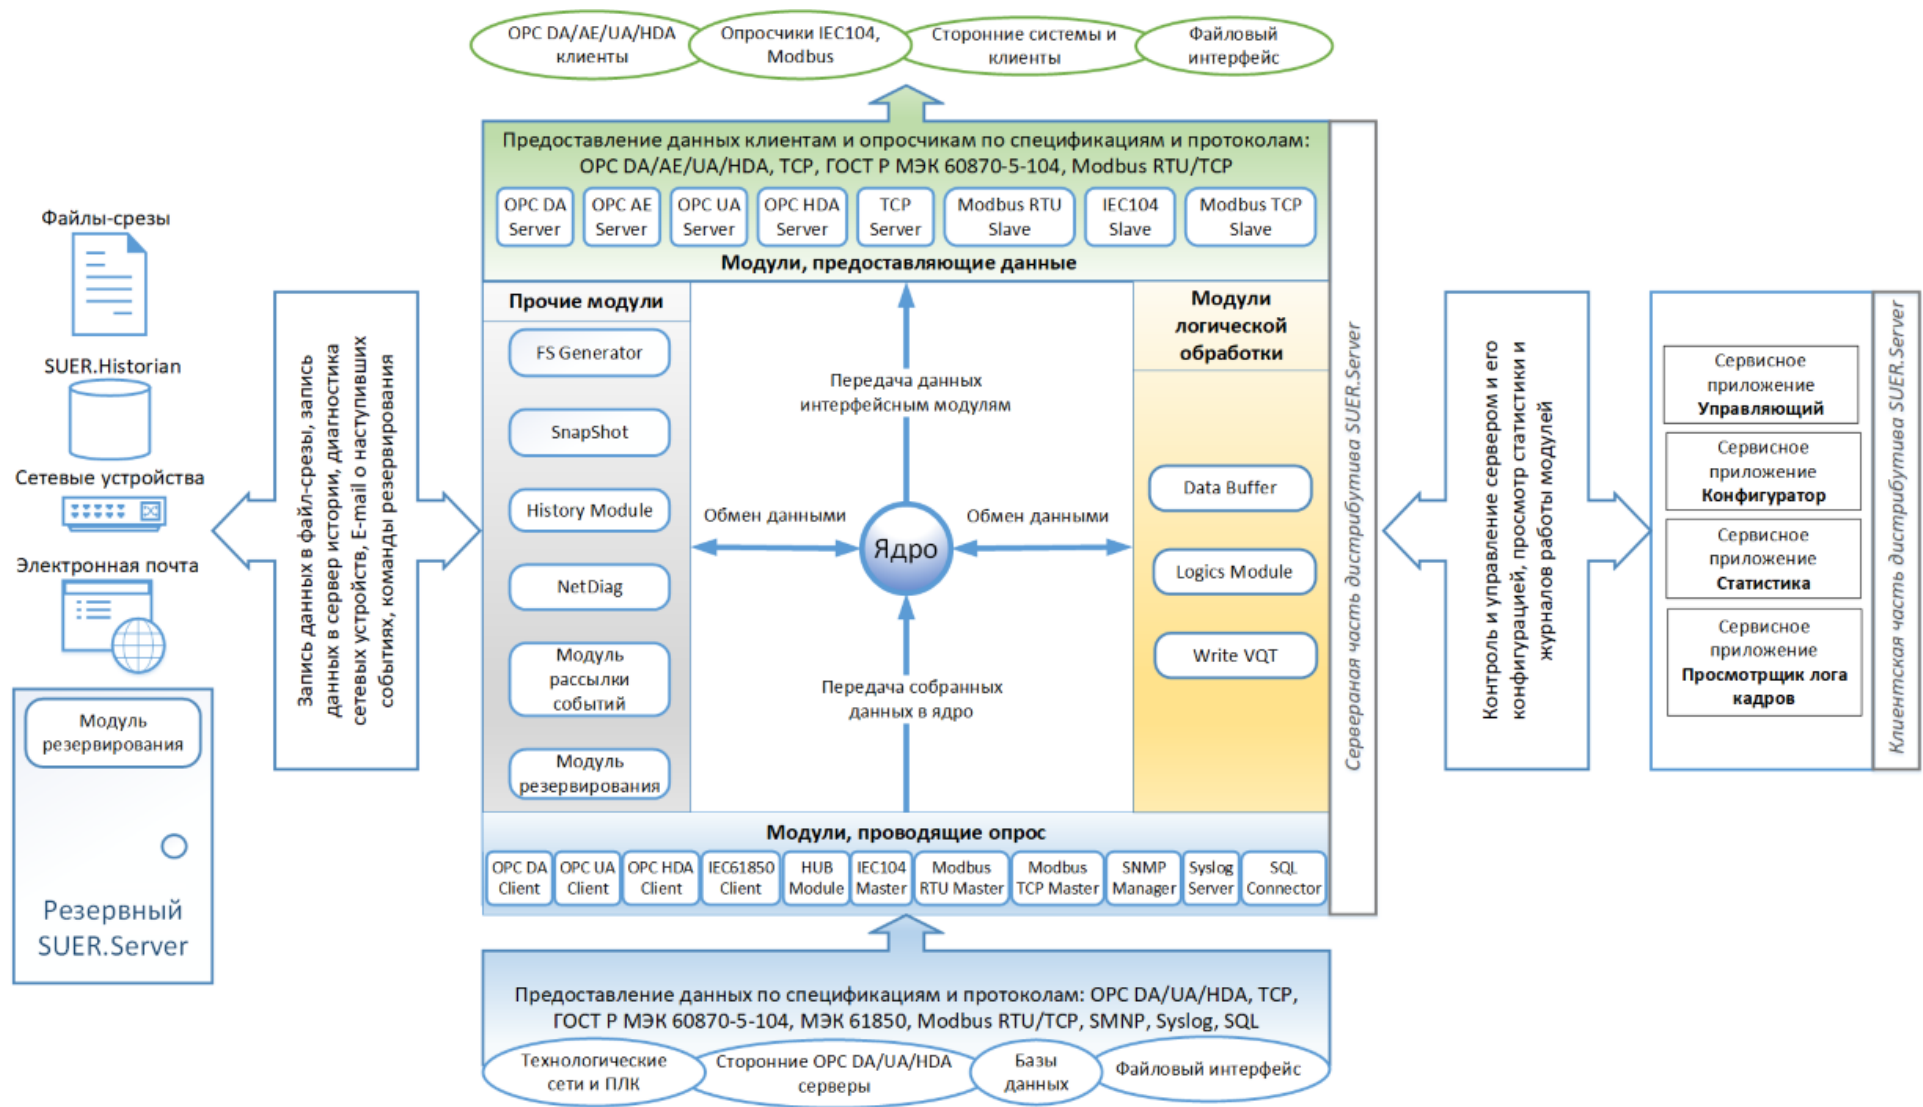 OPC DA/AE/UA/HDA
клиенты
Опросчики IEC104,
Modbus
Сторонние системы и
клиенты
Файловый
интерфейс
Предоставление данных клиентам и опросчикам по спецификациям и протоколам:
OPC DA/AE/UA/HDA, TCP, ГОСТ Р МЭК 60870-5-104, Modbus RTU/TCP
OPC DA
Server
OPC AE
Server
OPC UA
Server
OPC HDA
Server
TCP
Server
Modbus RTU
Slave
IEC104
Slave
Modbus TCP
Slave
Модули, предоставляющие данные
Файлы-срезы
SUER.Historian
Сетевые устройства
Электронная почта
Модуль
резервирования
Резервный
SUER.Server
Запись данных в файл-срезы, запись
данных в сервер истории, диагностика
сетевых устройств, E-mail о наступивших
событиях, команды резервирования
Прочие модули
FS Generator
SnapShot
History Module
NetDiag
Модуль
рассылки
событий
Модуль
резервирования
Передача данных
интерфейсным модулям
Обмен данными
Ядро
Обмен данными
Передача собранных
данных в ядро
Модули
логической
обработки
Data Buffer
Logics Module
Write VQT
Серверная часть дистрибутива SUER.Server
Контроль и управление сервером и его
конфигурацией, просмотр статистики и
журналов работы модулей
Сервисное
приложение
Управляющий
Сервисное
приложение
Конфигуратор
Сервисное
приложение
Статистика
Сервисное
приложение
Просмотрщик лога
кадров
Клиентская часть дистрибутива SUER.Server
Модули, проводящие опрос
OPC DA
Client
OPC UA
Client
OPC HDA
Client
IEC61850
Client
HUB
Module
IEC104
Master
Modbus
RTU Master
Modbus
TCP Master
SNMP
Manager
Syslog
Server
SQL
Connector
Предоставление данных по спецификациям и протоколам: OPC DA/UA/HDA, TCP,
ГОСТ Р МЭК 60870-5-104, МЭК 61850, Modbus RTU/TCP, SMNP, Syslog, SQL
Технологические
сети и ПЛК
Сторонние OPC DA/UA/HDA
серверы
Базы
данных
Файловый интерфейс